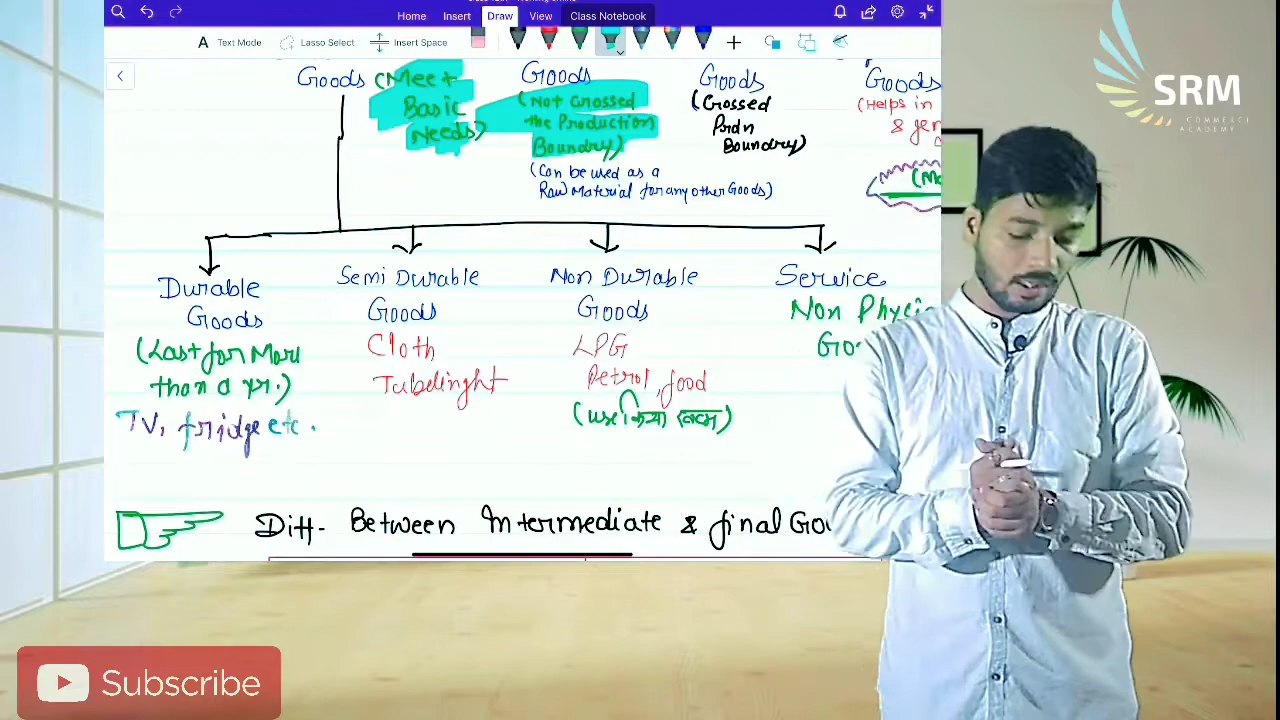 Home Insert Draw View Class Notebook
Text Mode Lasso Select Insert Space
Goods (Meet
Basic
Needs)
Goods
(Not Crossed
the Production
Boundry)
(Can be used as a
Raw Material for any other Goods)
Goods
(Crossed
Prdn
Boundry)
Goods
(Helps in
&
Durable
Goods
(Last for More
than a yr.)
TV, fridge etc.
Semi Durable
Goods
Cloth
Tubelinght
Non Durable
Goods
LPG
Petrol, food
(use किया खत्म)
Service
Non
Diff- Between Intermediate & final
SRM
COMMERCE
ACADEMY
Subscribe